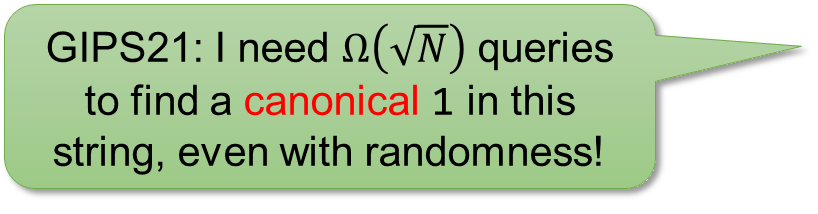 GIPS21: I need Ω(√N) queries
to find a canonical 1 in this
string, even with randomness!